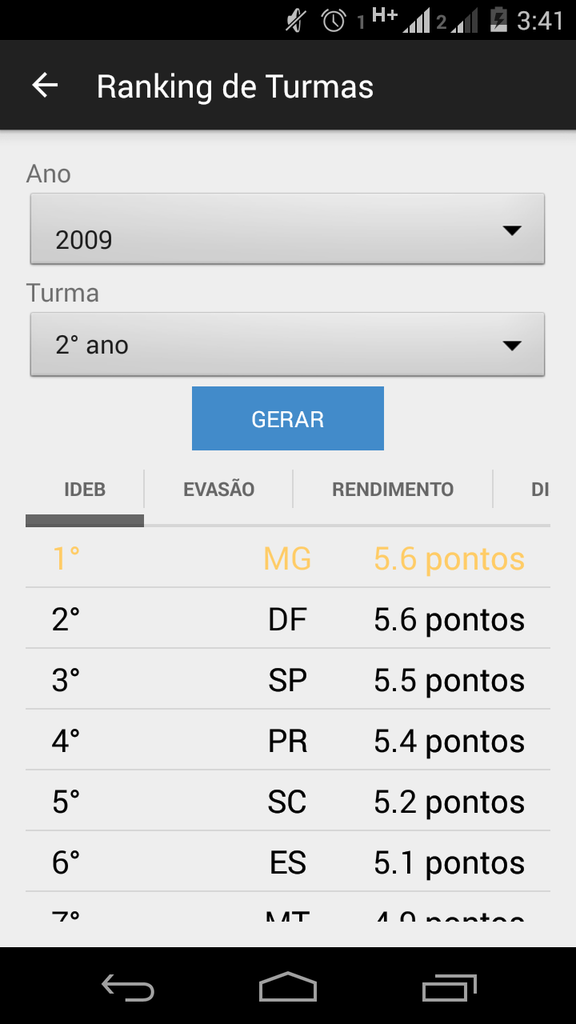 1 H+ 2 3:41
Ranking de Turmas
Ano
2009
Turma
2° ano
GERAR
IDEB EVASÃO RENDIMENTO DI
1° MG 5.6 pontos
2° DF 5.6 pontos
3° SP 5.5 pontos
4° PR 5.4 pontos
5° SC 5.2 pontos
6° ES 5.1 pontos
7° MT 4.9 pontos